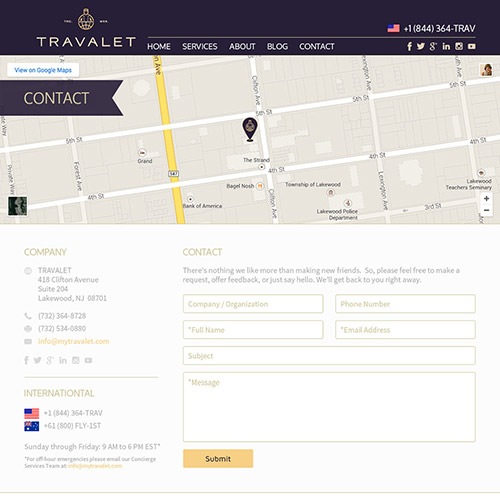 TRAVALET
+1 (844) 364-TRAV
HOME SERVICES ABOUT BLOG CONTACT
View on Google Maps
CONTACT
5th St
5th St
5th St
4th St
4th St
4th St
Clifton Ave
Clifton Ave
Forest Ave
Private Way
Lexington Ave
Grand
547
The Strand
Bagel Nosh
Bank of America
Township of Lakewood
Lakewood Police
Department
Lakewood
Teachers Seminary
COMPANY
TRAVALET
418 Clifton Avenue
Suite 204
Lakewood, NJ 08701
(732) 364-8728
(732) 534-0880
info@mytravalet.com
INTERNATIONTAL
+1 (844) 364-TRAV
+61 (800) FLY-1ST
Sunday through Friday: 9 AM to 6 PM EST*
*For off-hour emergencies please email our Concierge
Services Team at: info@mytravalet.com
CONTACT
There's nothing we like more than making new friends. So, please feel free to make a
request, offer feedback, or just say hello. We'll get back to you right away.
Company / Organization
Phone Number
*Full Name
*Email Address
Subject
*Message
Submit